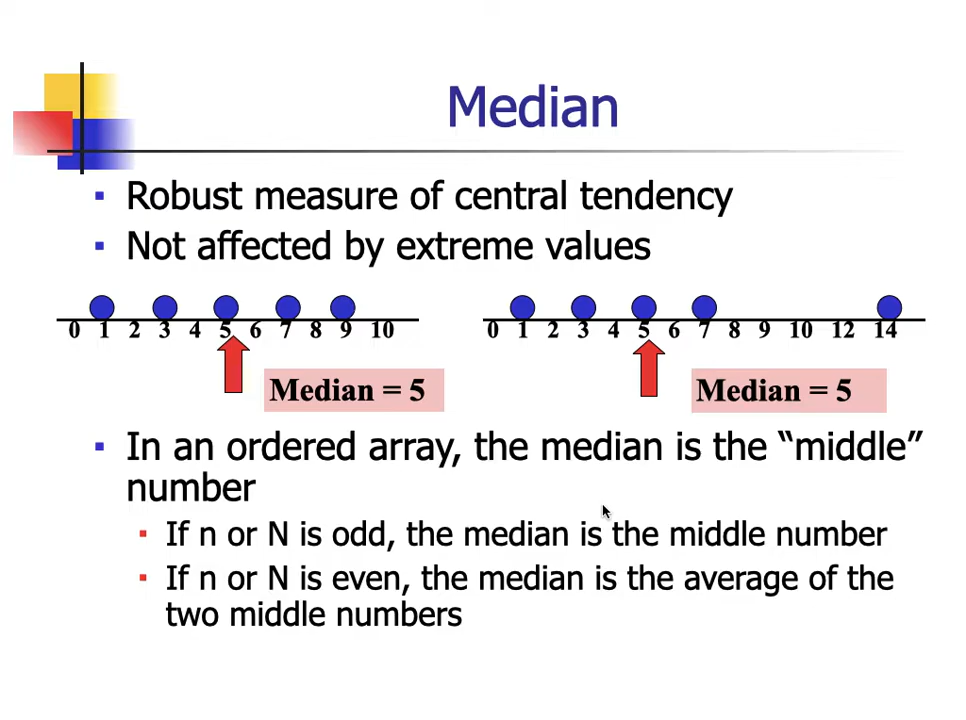 Median
Robust measure of central tendency
Not affected by extreme values
0 1 2 3 4 5 6 7 8 9 10
0 1 2 3 4 5 6 7 8 9 10 12 14
Median = 5
Median = 5
In an ordered array, the median is the “middle”
number
If n or N is odd, the median is the middle number
If n or N is even, the median is the average of the
two middle numbers